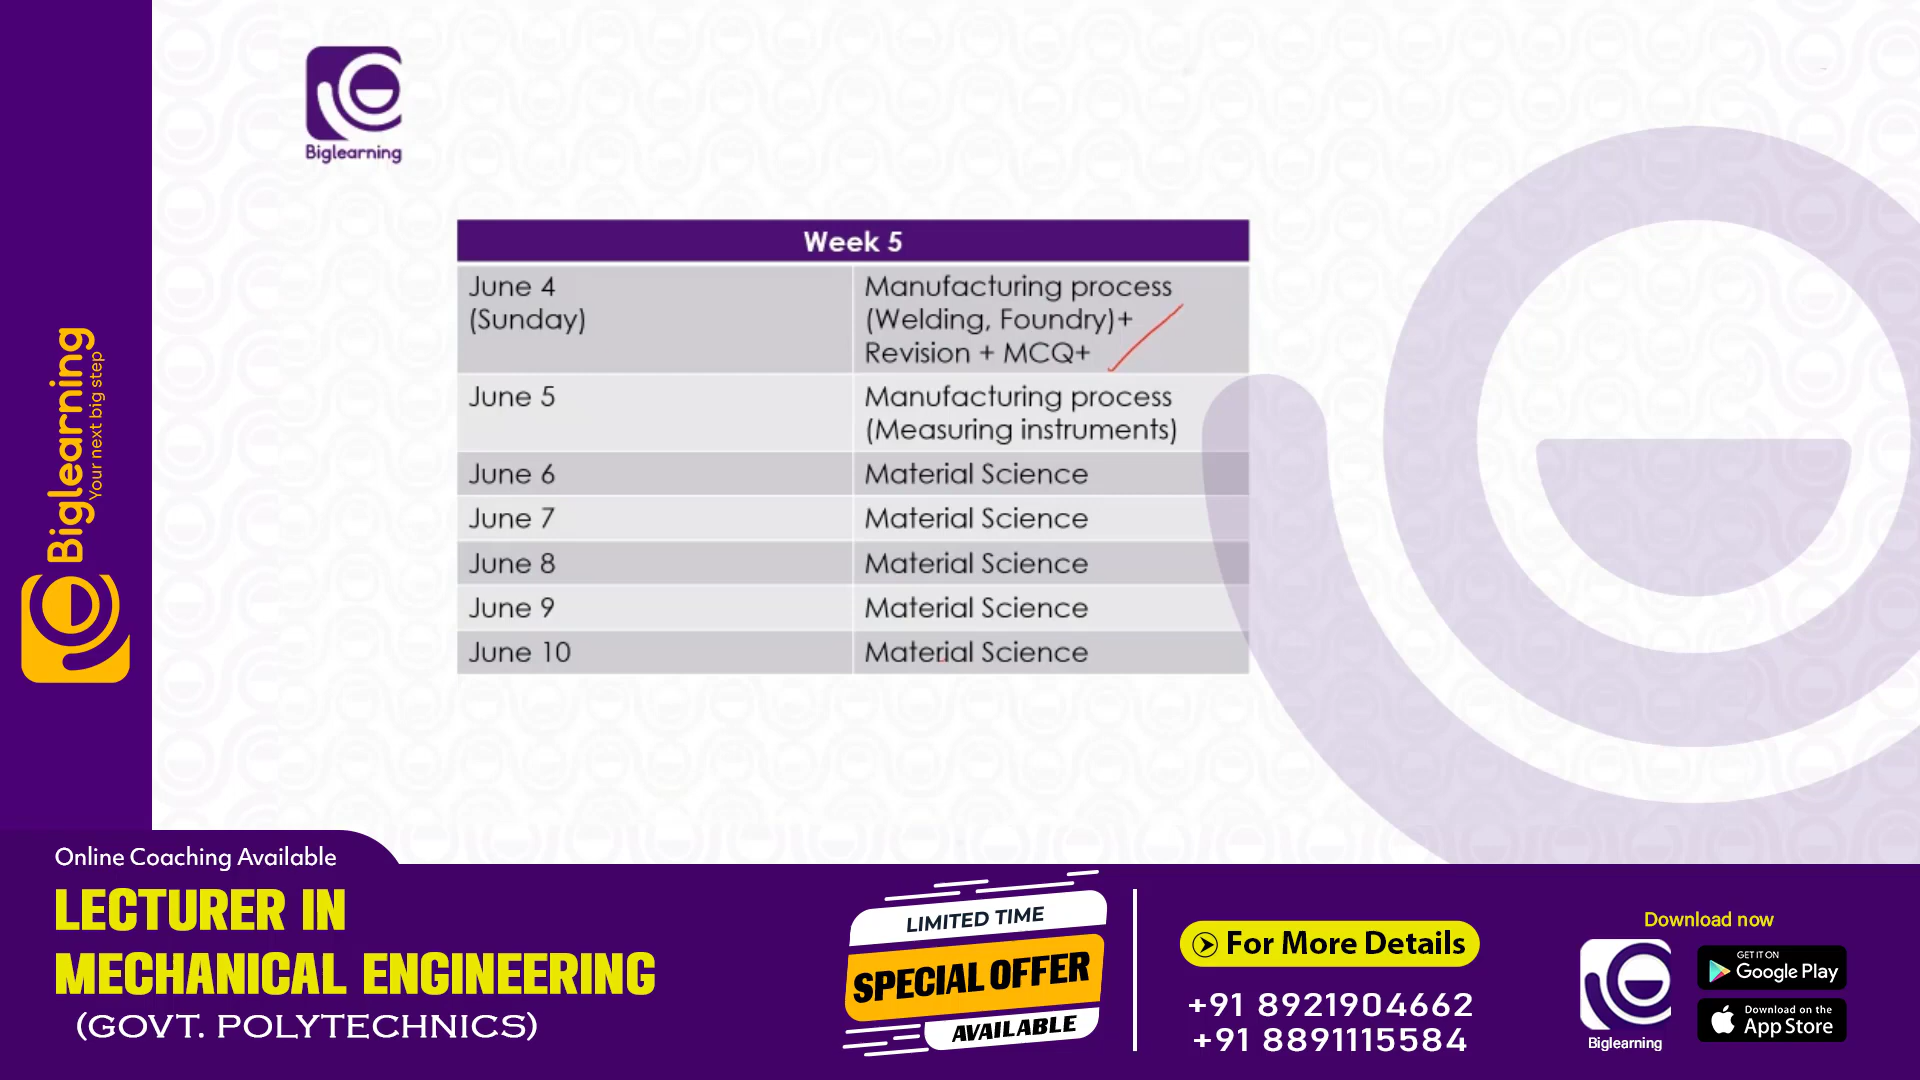 Biglearning
Week 5
June 4
(Sunday)
Manufacturing process
(Welding, Foundry)+
Revision + MCQ+
June 5
Manufacturing process
(Measuring instruments)
June 6
Material Science
June 7
Material Science
June 8
Material Science
June 9
Material Science
June 10
Material Science
Biglearning
Your next big step
Online Coaching Available
LECTURER IN
MECHANICAL ENGINEERING
(GOVT. POLYTECHNICS)
LIMITED TIME
SPECIAL OFFER
AVAILABLE
For More Details
+91 8921904662
+91 8891115584
Download now
Biglearning
GET IT ON
Google Play
Download on the
App Store